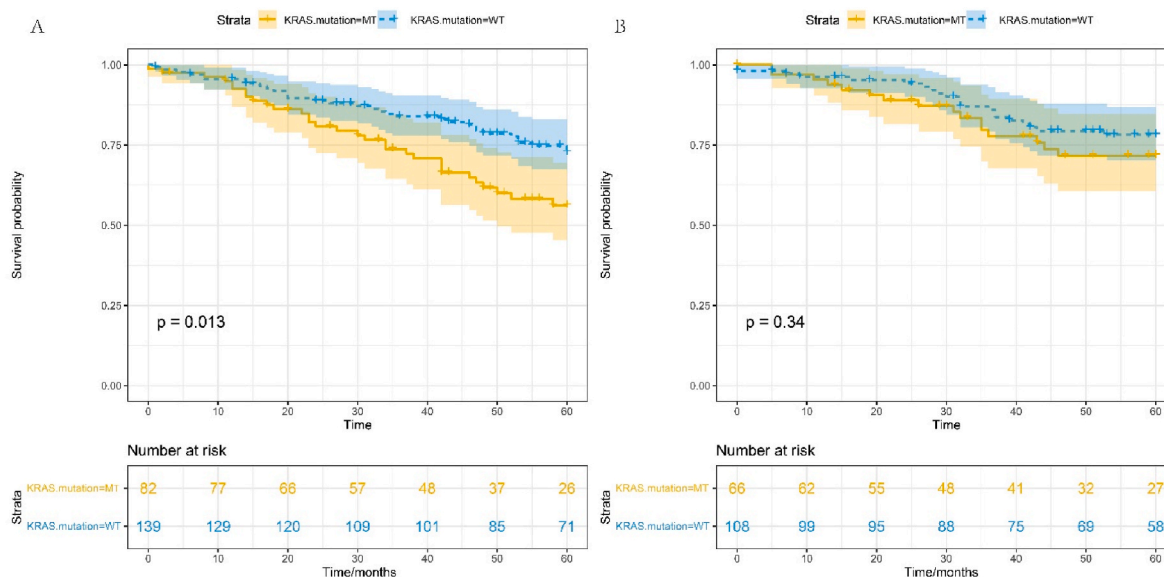 A
Strata KRAS.mutation=MT KRAS.mutation=WT
1.00
0.75
0.50
0.25
0.00
Survival probability
p = 0.013
0 10 20 30 40 50 60
Time
Number at risk
Strata
KRAS.mutation=MT 82 77 66 57 48 37 26
KRAS.mutation=WT 139 129 120 109 101 85 71
0 10 20 30 40 50 60
Time/months
B
Strata KRAS.mutation=MT KRAS.mutation=WT
1.00
0.75
0.50
0.25
0.00
Survival probability
p = 0.34
0 10 20 30 40 50 60
Time
Number at risk
Strata
KRAS.mutation=MT 66 62 55 48 41 32 27
KRAS.mutation=WT 108 99 95 88 75 69 58
0 10 20 30 40 50 60
Time/months